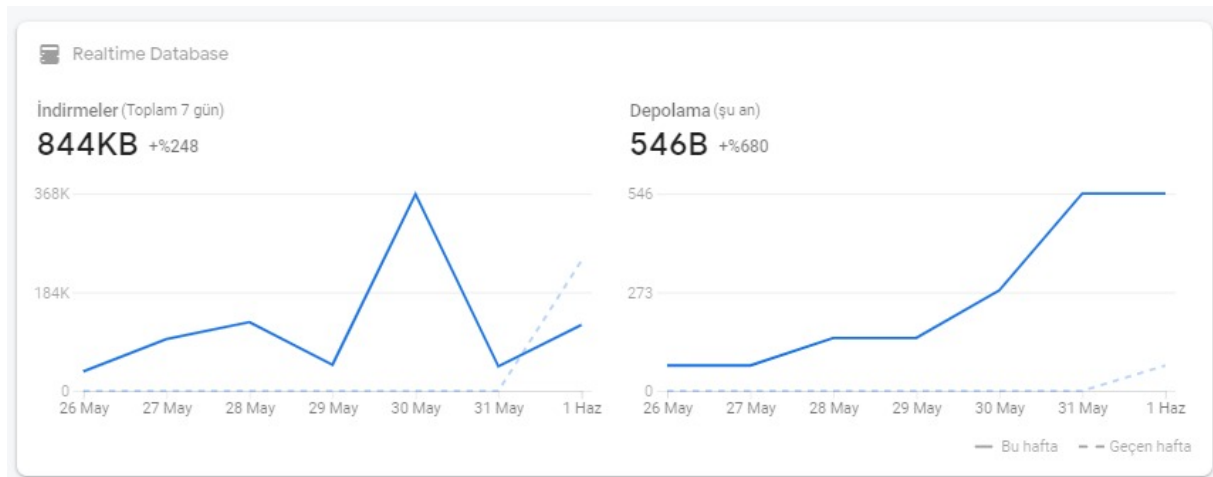 Realtime Database
İndirmeler (Toplam 7 gün)
844KB +%248
368K
184K
0
26 May 27 May 28 May 29 May 30 May 31 May 1 Haz
Depolama (şu an)
546B +%680
546
273
0
26 May 27 May 28 May 29 May 30 May 31 May 1 Haz
Bu hafta Geçen hafta